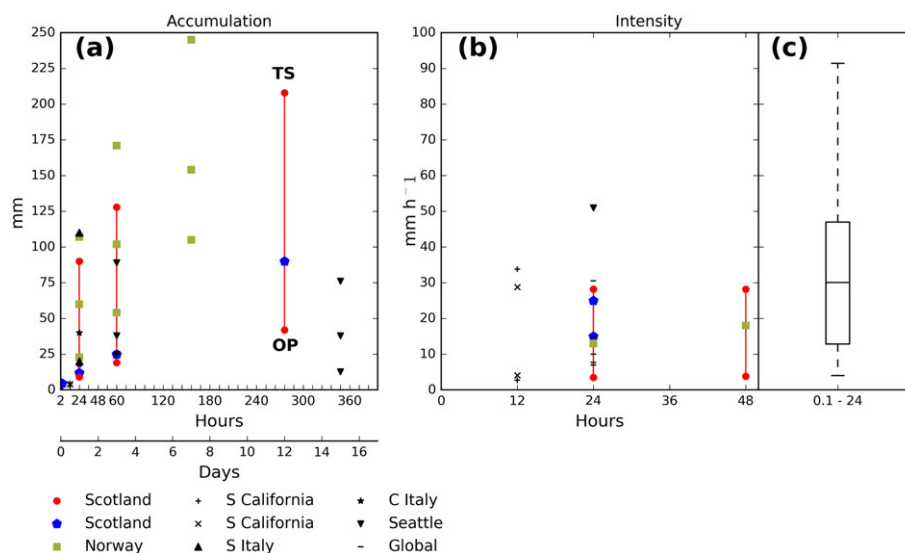 Accumulation
Intensity
(a)
(b)
(c)
250
225
200
175
150
125
100
75
50
25
0
mm
TS
OP
2 24 48 60 120 180 240 300 360
Hours
0 2 4 6 8 10 12 14 16
Days
100
90
80
70
60
50
40
30
20
10
0
mm h − 1
0 12 24 36 48
Hours
0.1 - 24
Scotland S California C Italy
Scotland S California Seattle
Norway S Italy Global